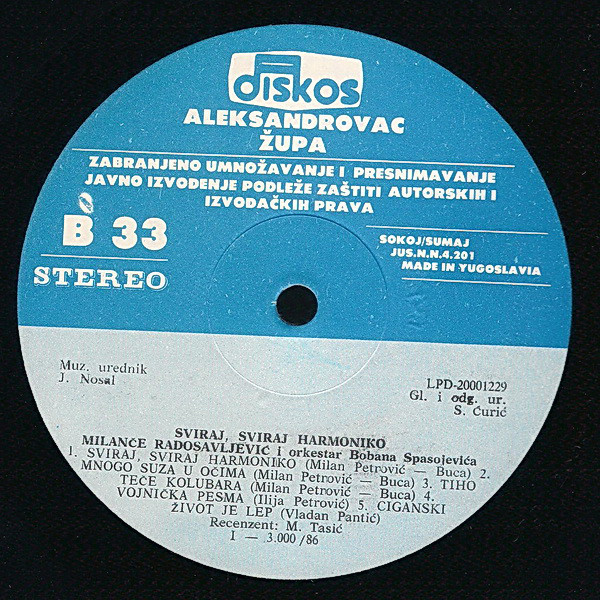 diskos
ALEKSANDROVAC
ŽUPA
ZABRANJENO UMNOŽAVANJE I PRESNIMAVANJE
JAVNO IZVOĐENJE PODLEŽE ZAŠTITI AUTORSKIH I
IZVOĐAČKIH PRAVA
B 33
STEREO
SOKOJ/SUMAJ
JUS.N.N.4.201
MADE IN YUGOSLAVIA
Muz. urednik
J. Nosal
LPD-20001229
Gl. i odg. ur.
S. Ćurić
SVIRAJ, SVIRAJ HARMONIKO
MILANČE RADOSAVLJEVIĆ i orkestar Bobana Spasojevića
1. SVIRAJ, SVIRAJ HARMONIKO (Milan Petrović — Buca) 2.
MNOGO SUZA U OČIMA (Milan Petrović — Buca) 3. TIHO
TEČE KOLUBARA (Milan Petrović — Buca) 4.
VOJNIČKA PESMA (Ilija Petrović) 5. CIGANSKI
ŽIVOT JE LEP (Vladan Pantić)
Recenzent: M. Tasić
I — 3.000/86